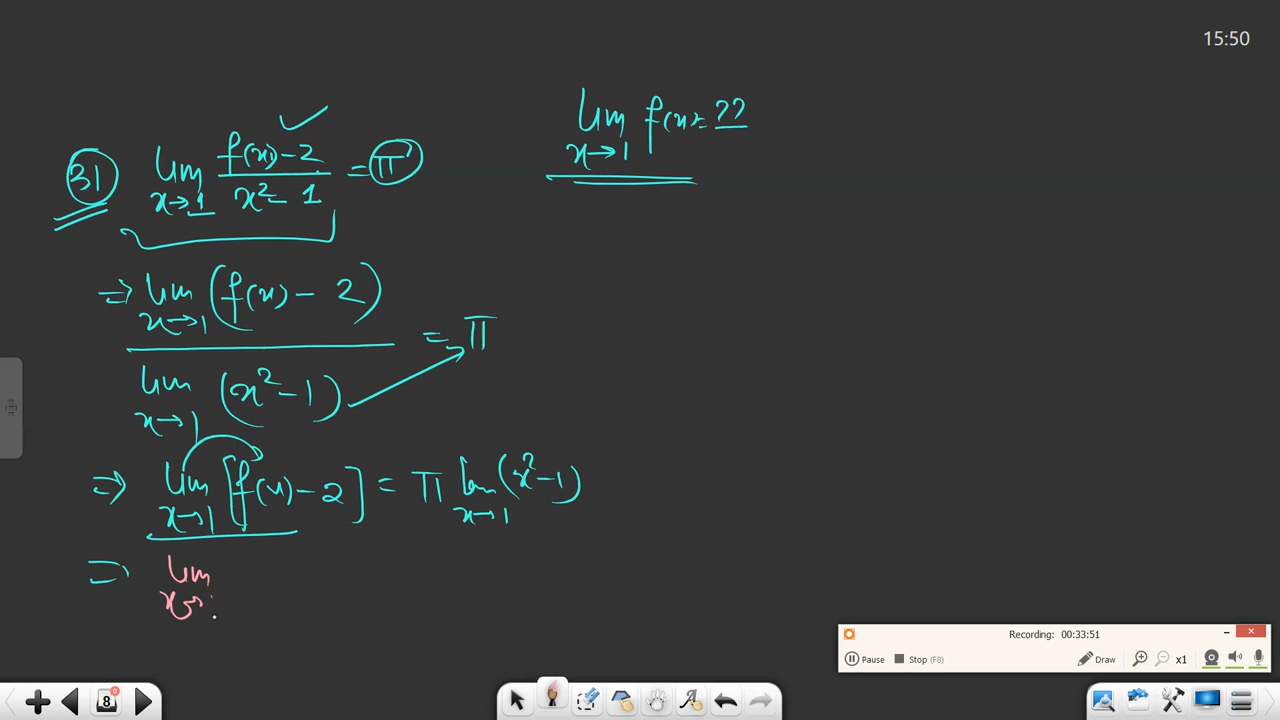 15:50
31 lim x→1 f(x)-2 / x²-1 = π
lim x→1 f(x)= ??
⇒ lim x→1 (f(x) - 2)
= π
lim x→1 (x²-1)
⇒ lim x→1 [f(x)-2] = π lim x→1 (x²-1)
⇒ lim x→
Recording: 00:33:51
Pause Stop (F8) Draw x1
8 0